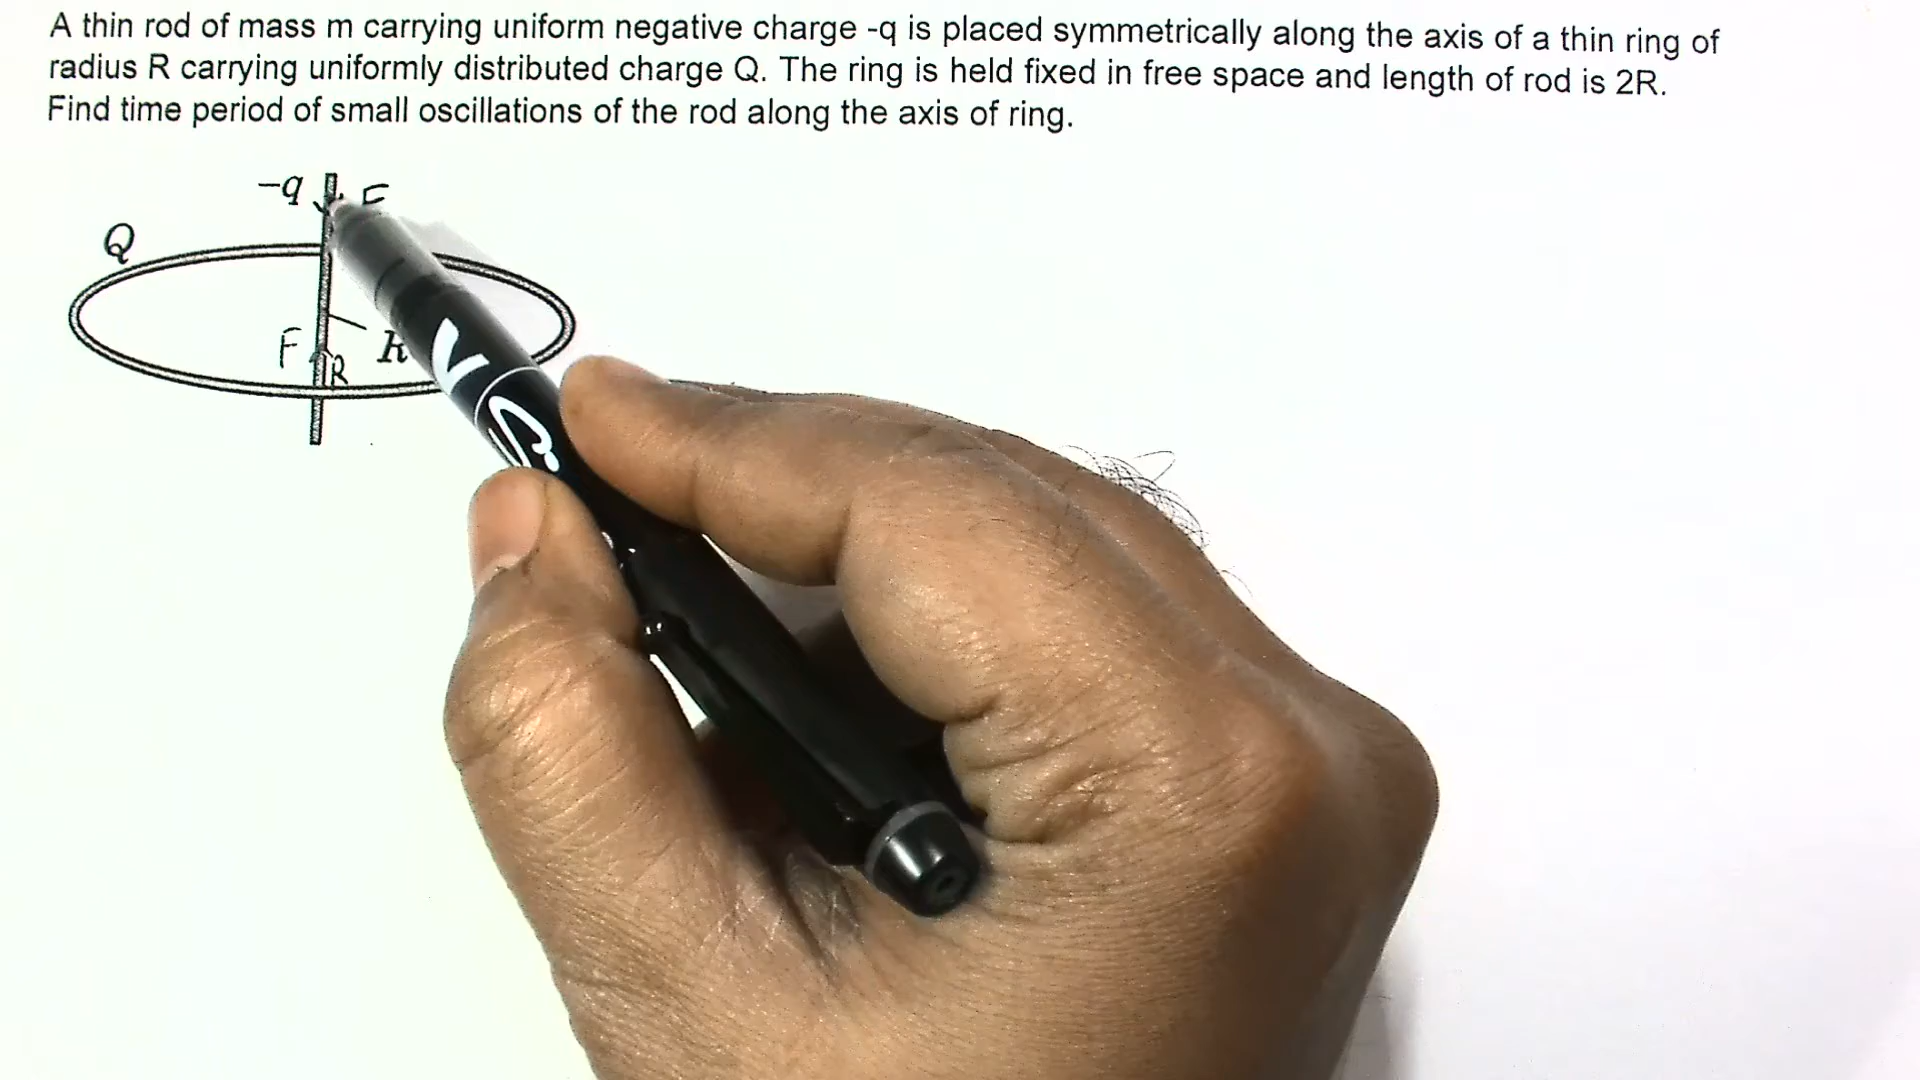 A thin rod of mass m carrying uniform negative charge -q is placed symmetrically along the axis of a thin ring of
radius R carrying uniformly distributed charge Q. The ring is held fixed in free space and length of rod is 2R.
Find time period of small oscillations of the rod along the axis of ring.
-q F
Q
F R
R